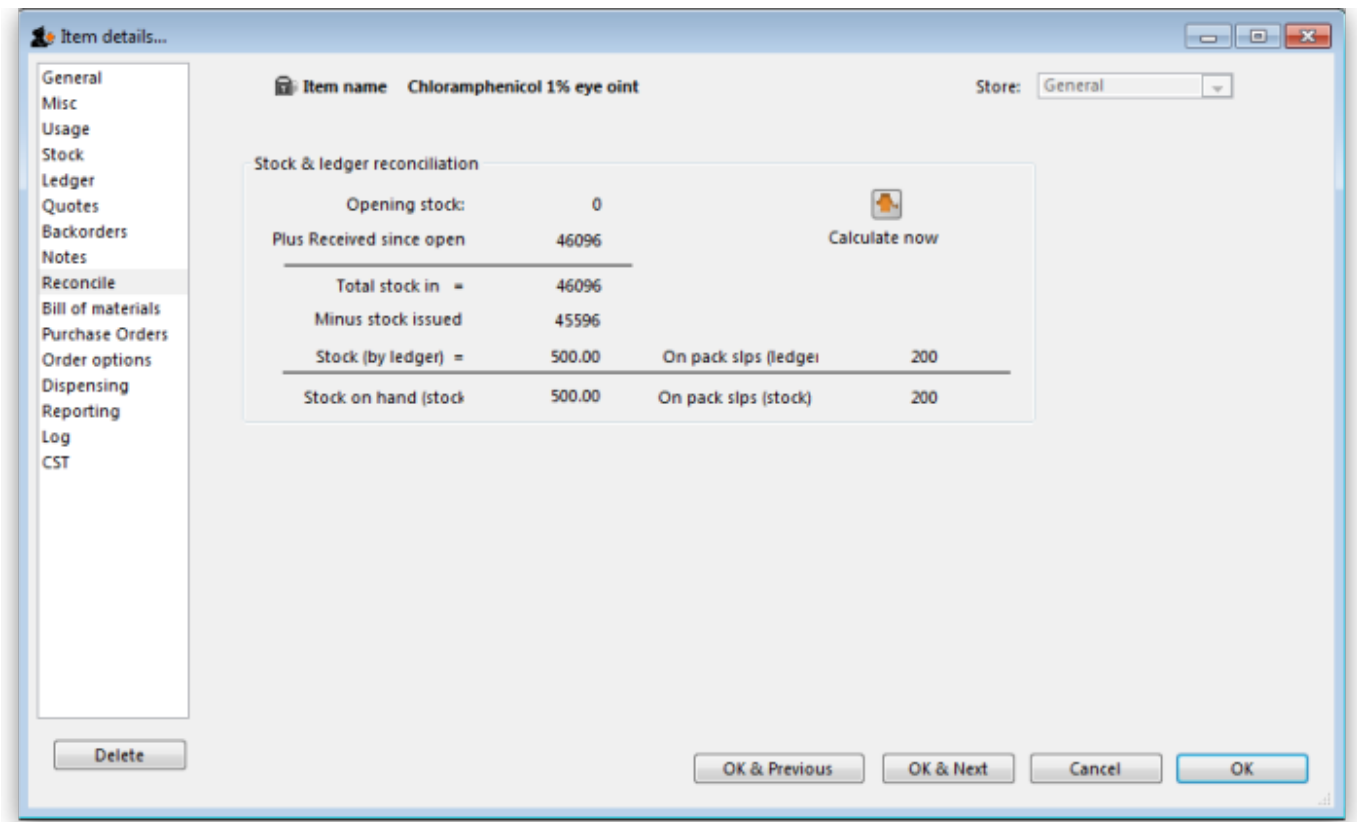 Item details...
General
Misc
Usage
Stock
Ledger
Quotes
Backorders
Notes
Reconcile
Bill of materials
Purchase Orders
Order options
Dispensing
Reporting
Log
CST
Delete
Item name Chloramphenicol 1% eye oint Store: General
Stock & ledger reconciliation
Opening stock: 0
Plus Received since open 46096 Calculate now
Total stock in = 46096
Minus stock issued 45596
Stock (by ledger) = 500.00 On pack slps (ledger 200
Stock on hand (stock 500.00 On pack slps (stock) 200
OK & Previous OK & Next Cancel OK